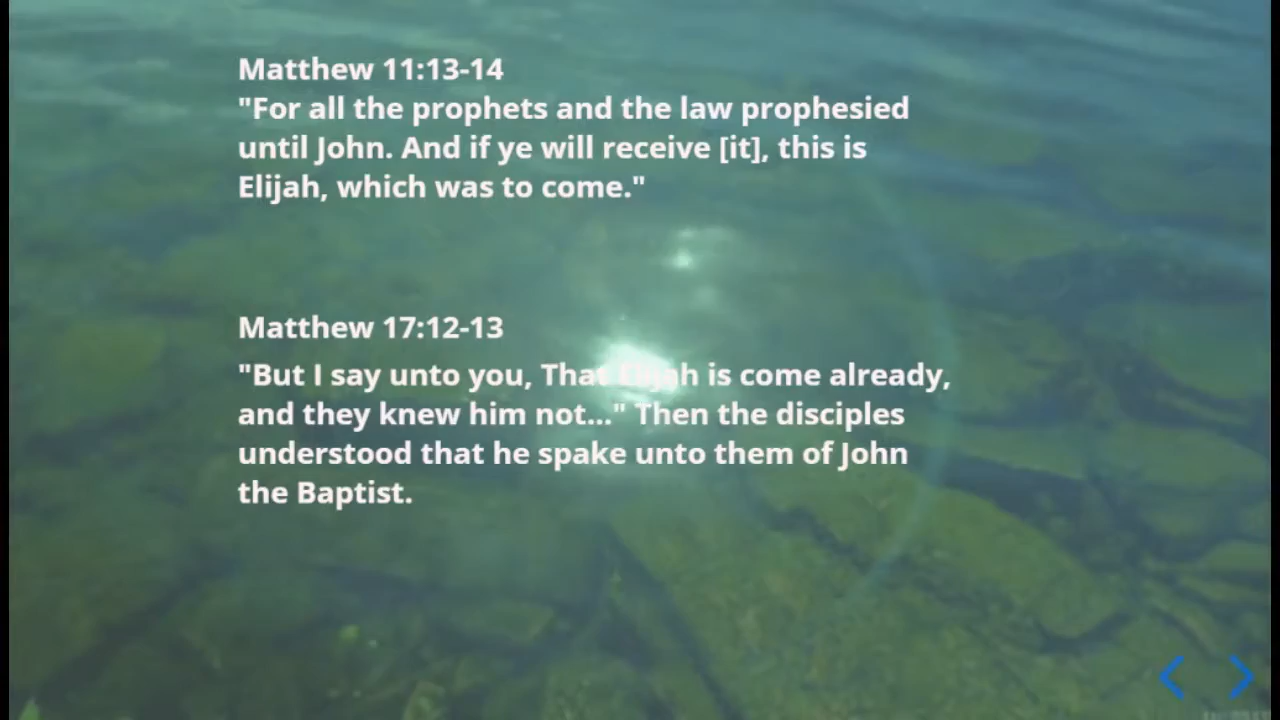 Matthew 11:13-14
"For all the prophets and the law prophesied
until John. And if ye will receive [it], this is
Elijah, which was to come."
Matthew 17:12-13
"But I say unto you, That Elijah is come already,
and they knew him not..." Then the disciples
understood that he spake unto them of John
the Baptist.